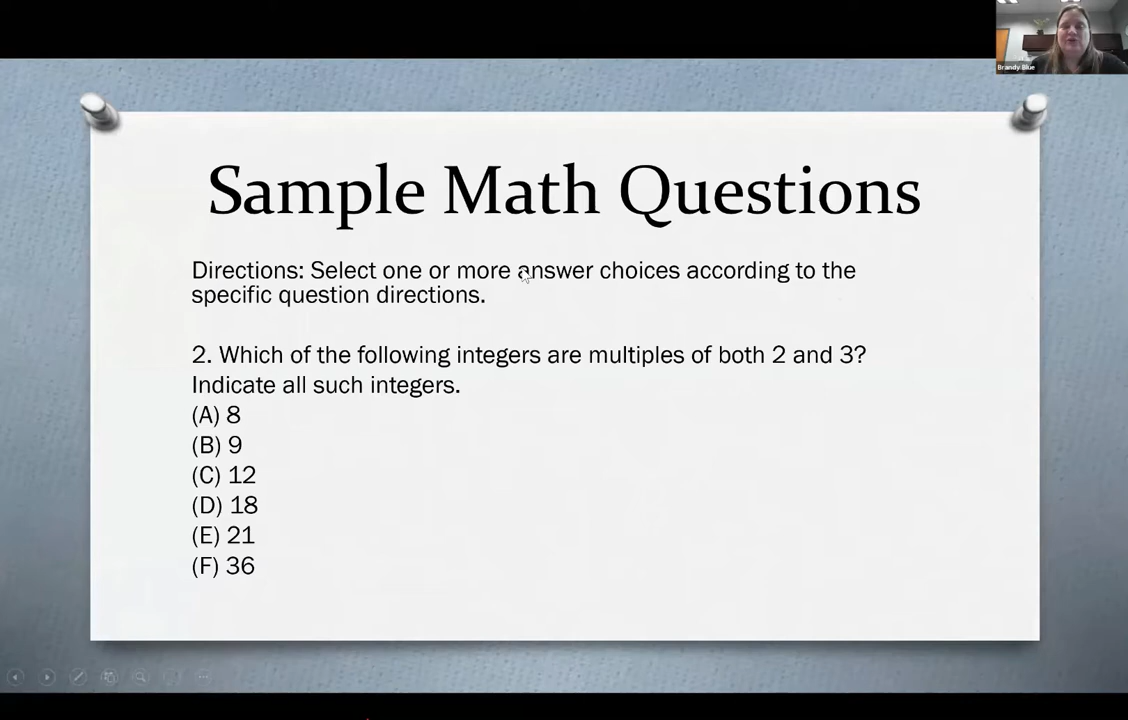 Brandy Blue
Sample Math Questions
Directions: Select one or more answer choices according to the
specific question directions.
2. Which of the following integers are multiples of both 2 and 3?
Indicate all such integers.
(A) 8
(B) 9
(C) 12
(D) 18
(E) 21
(F) 36